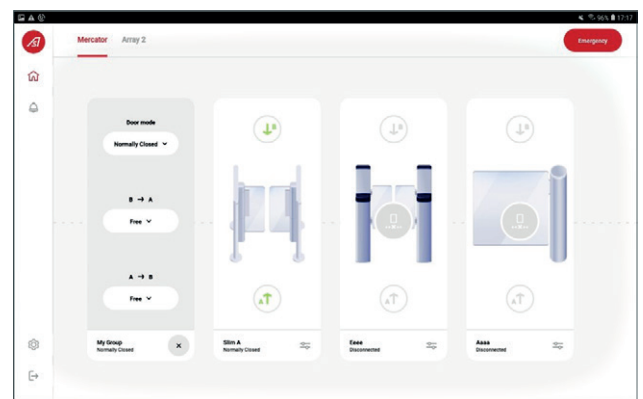 96% 17:17
Mercator Array 2
Emergency
Door mode
Normally Closed
B → A
Free
A → B
Free
My Group
Normally Closed
×
B
A
Slim A
Normally Closed
B
A
Eeee
Disconnected
B
A
Aaaa
Disconnected